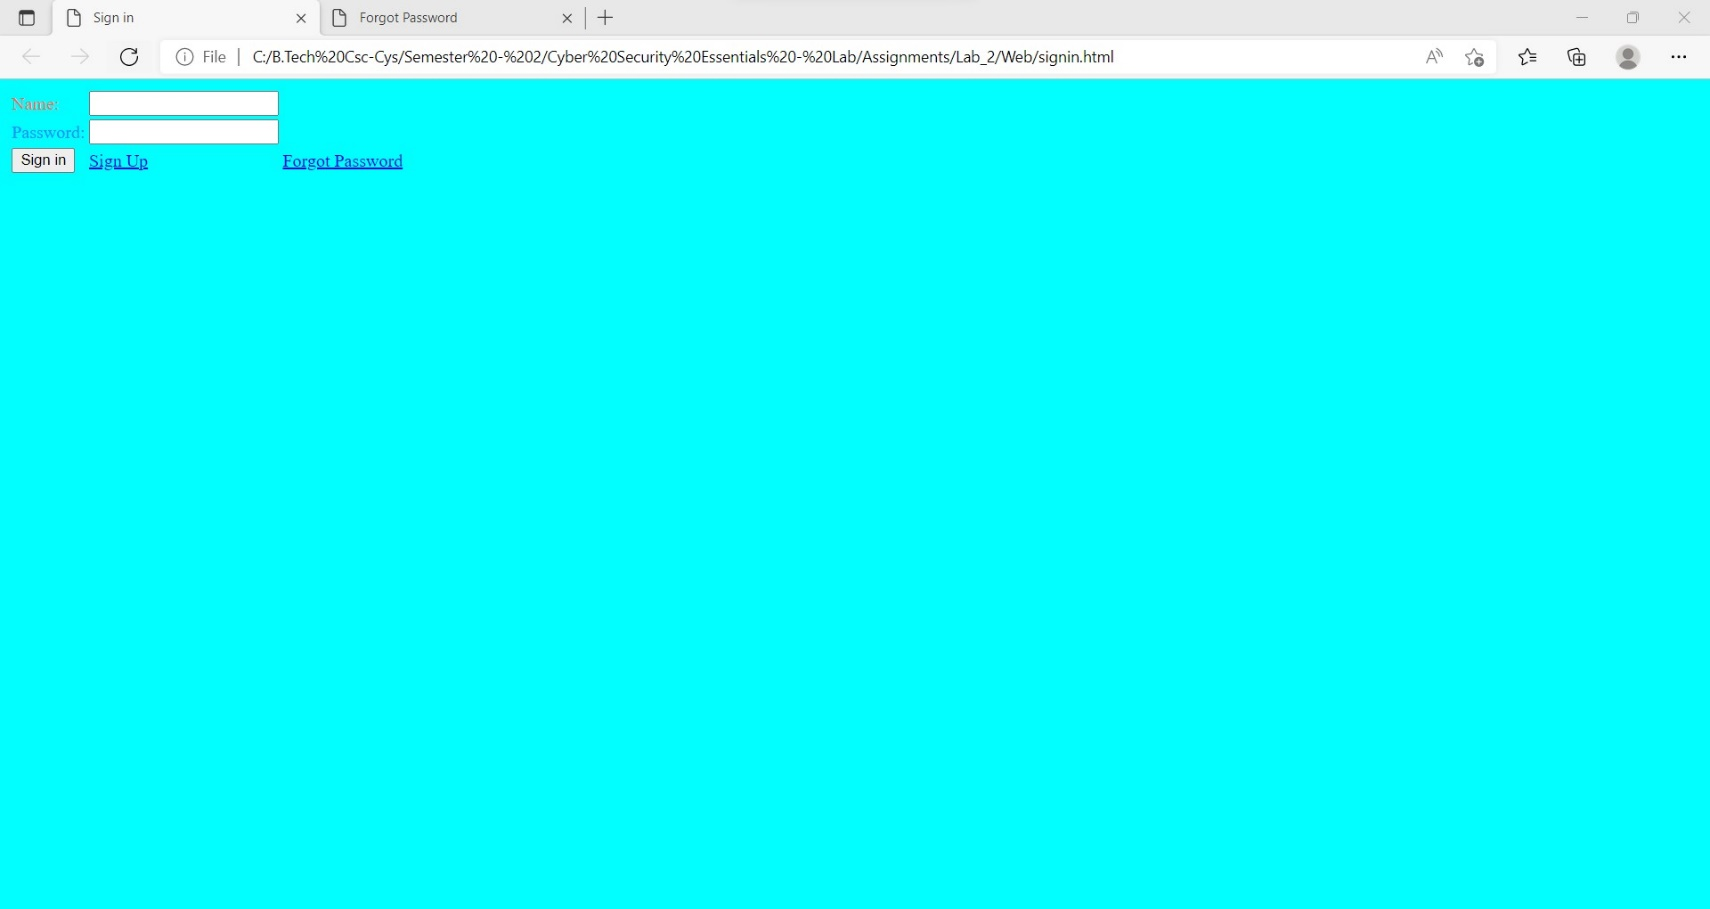 Sign in
Forgot Password
File
C:/B.Tech%20Csc-Cys/Semester%20-%202/Cyber%20Security%20Essentials%20-%20Lab/Assignments/Lab_2/Web/signin.html
Name:
Password:
Sign in Sign Up Forgot Password